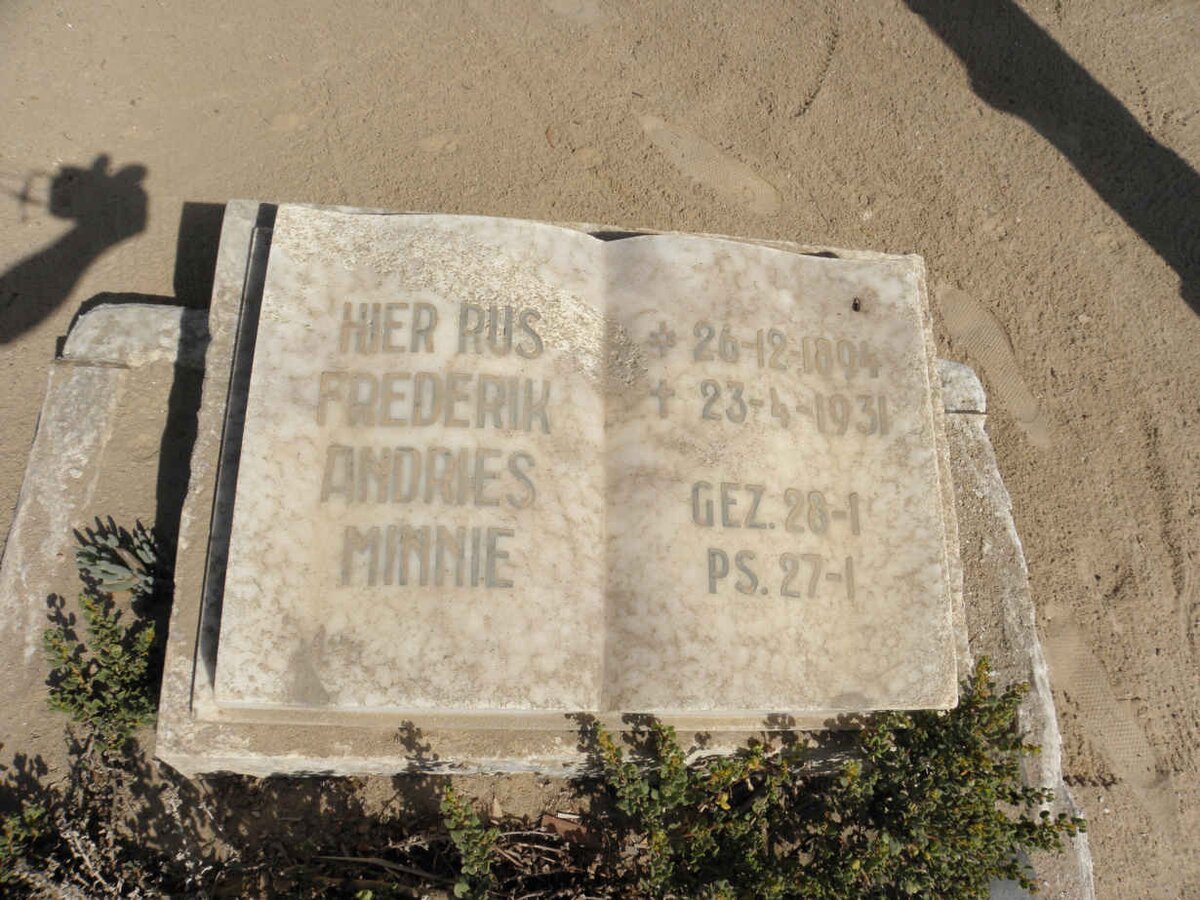 HIER RUS
FREDERIK
ANDRIES
MINNIE
* 26-12-1894
† 23-4-1931
GEZ. 28-1
PS. 27-1